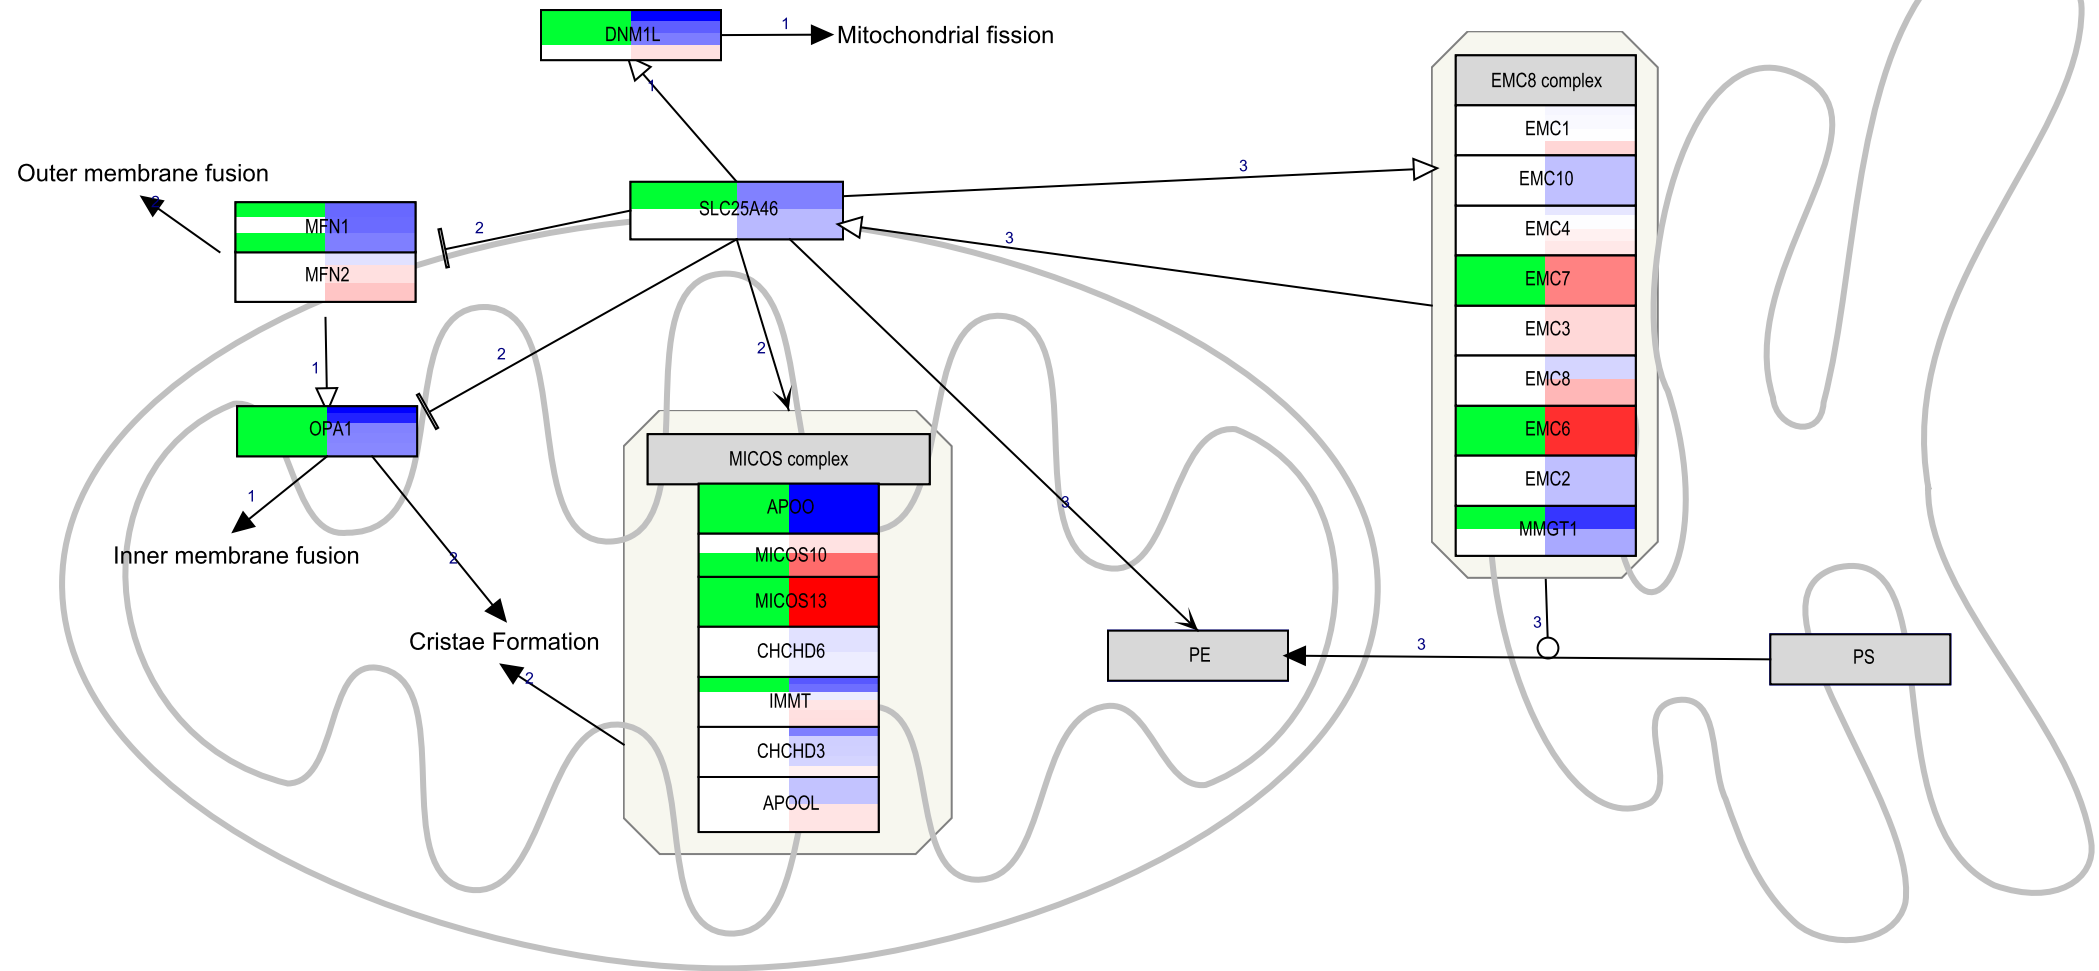 DNM1L
1
Mitochondrial fission
1
EMC8 complex
EMC1
EMC10
EMC4
EMC7
EMC3
EMC8
EMC6
EMC2
MMGT1
Outer membrane fusion
2
MFN1
MFN2
SLC25A46
2
3
3
1
2
2
OPA1
1
Inner membrane fusion
2
Cristae Formation
2
MICOS complex
APOO
MICOS10
MICOS13
CHCHD6
IMMT
CHCHD3
APOOL
3
PE
3
3
PS